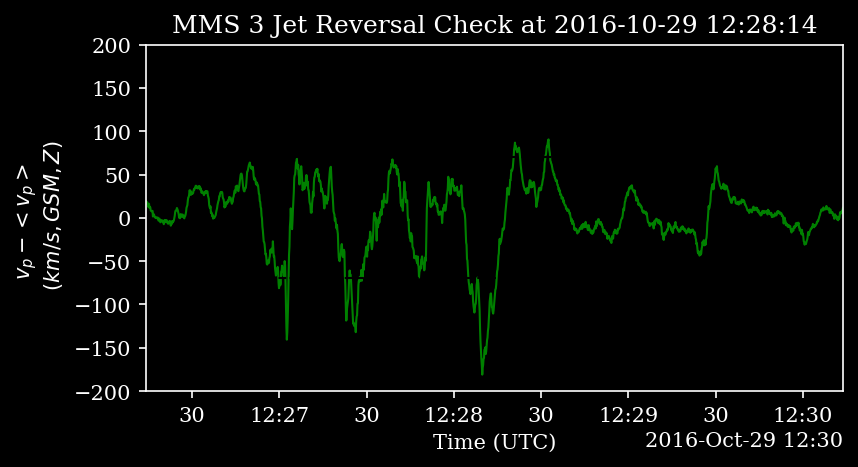 MMS 3 Jet Reversal Check at 2016-10-29 12:28:14
200
150
100
50
0
−50
−100
−150
−200
v_p − < v_p >
(km/s, GSM, Z)
30 12:27 30 12:28 30 12:29 30 12:30
Time (UTC)
2016-Oct-29 12:30